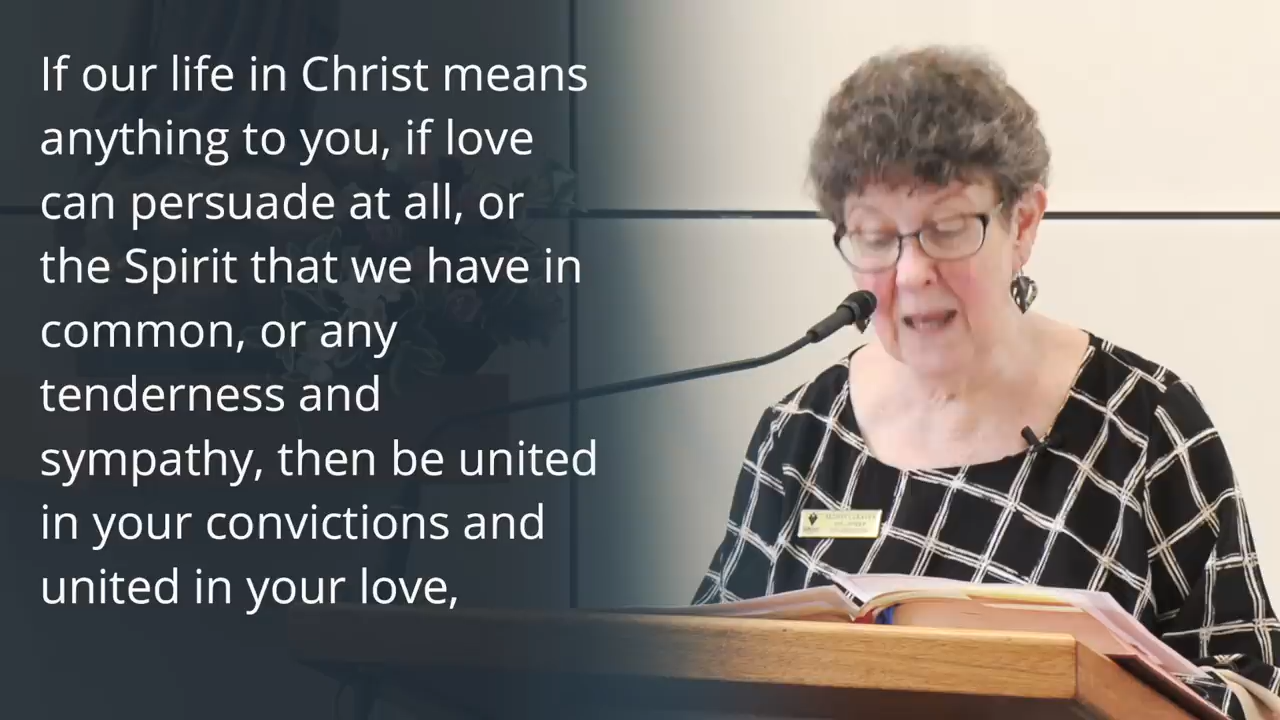 If our life in Christ means
anything to you, if love
can persuade at all, or
the Spirit that we have in
common, or any
tenderness and
sympathy, then be united
in your convictions and
united in your love,